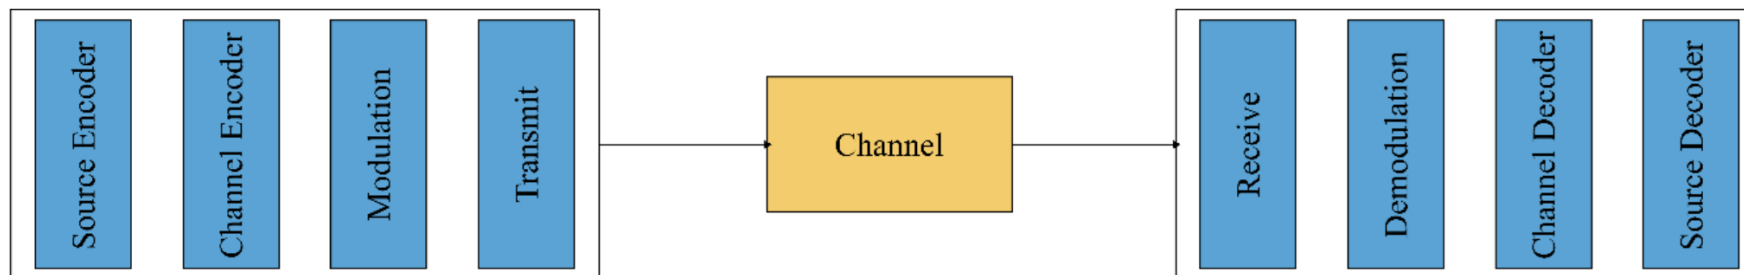 Source Encoder
Channel Encoder
Modulation
Transmit
Channel
Receive
Demodulation
Channel Decoder
Source Decoder